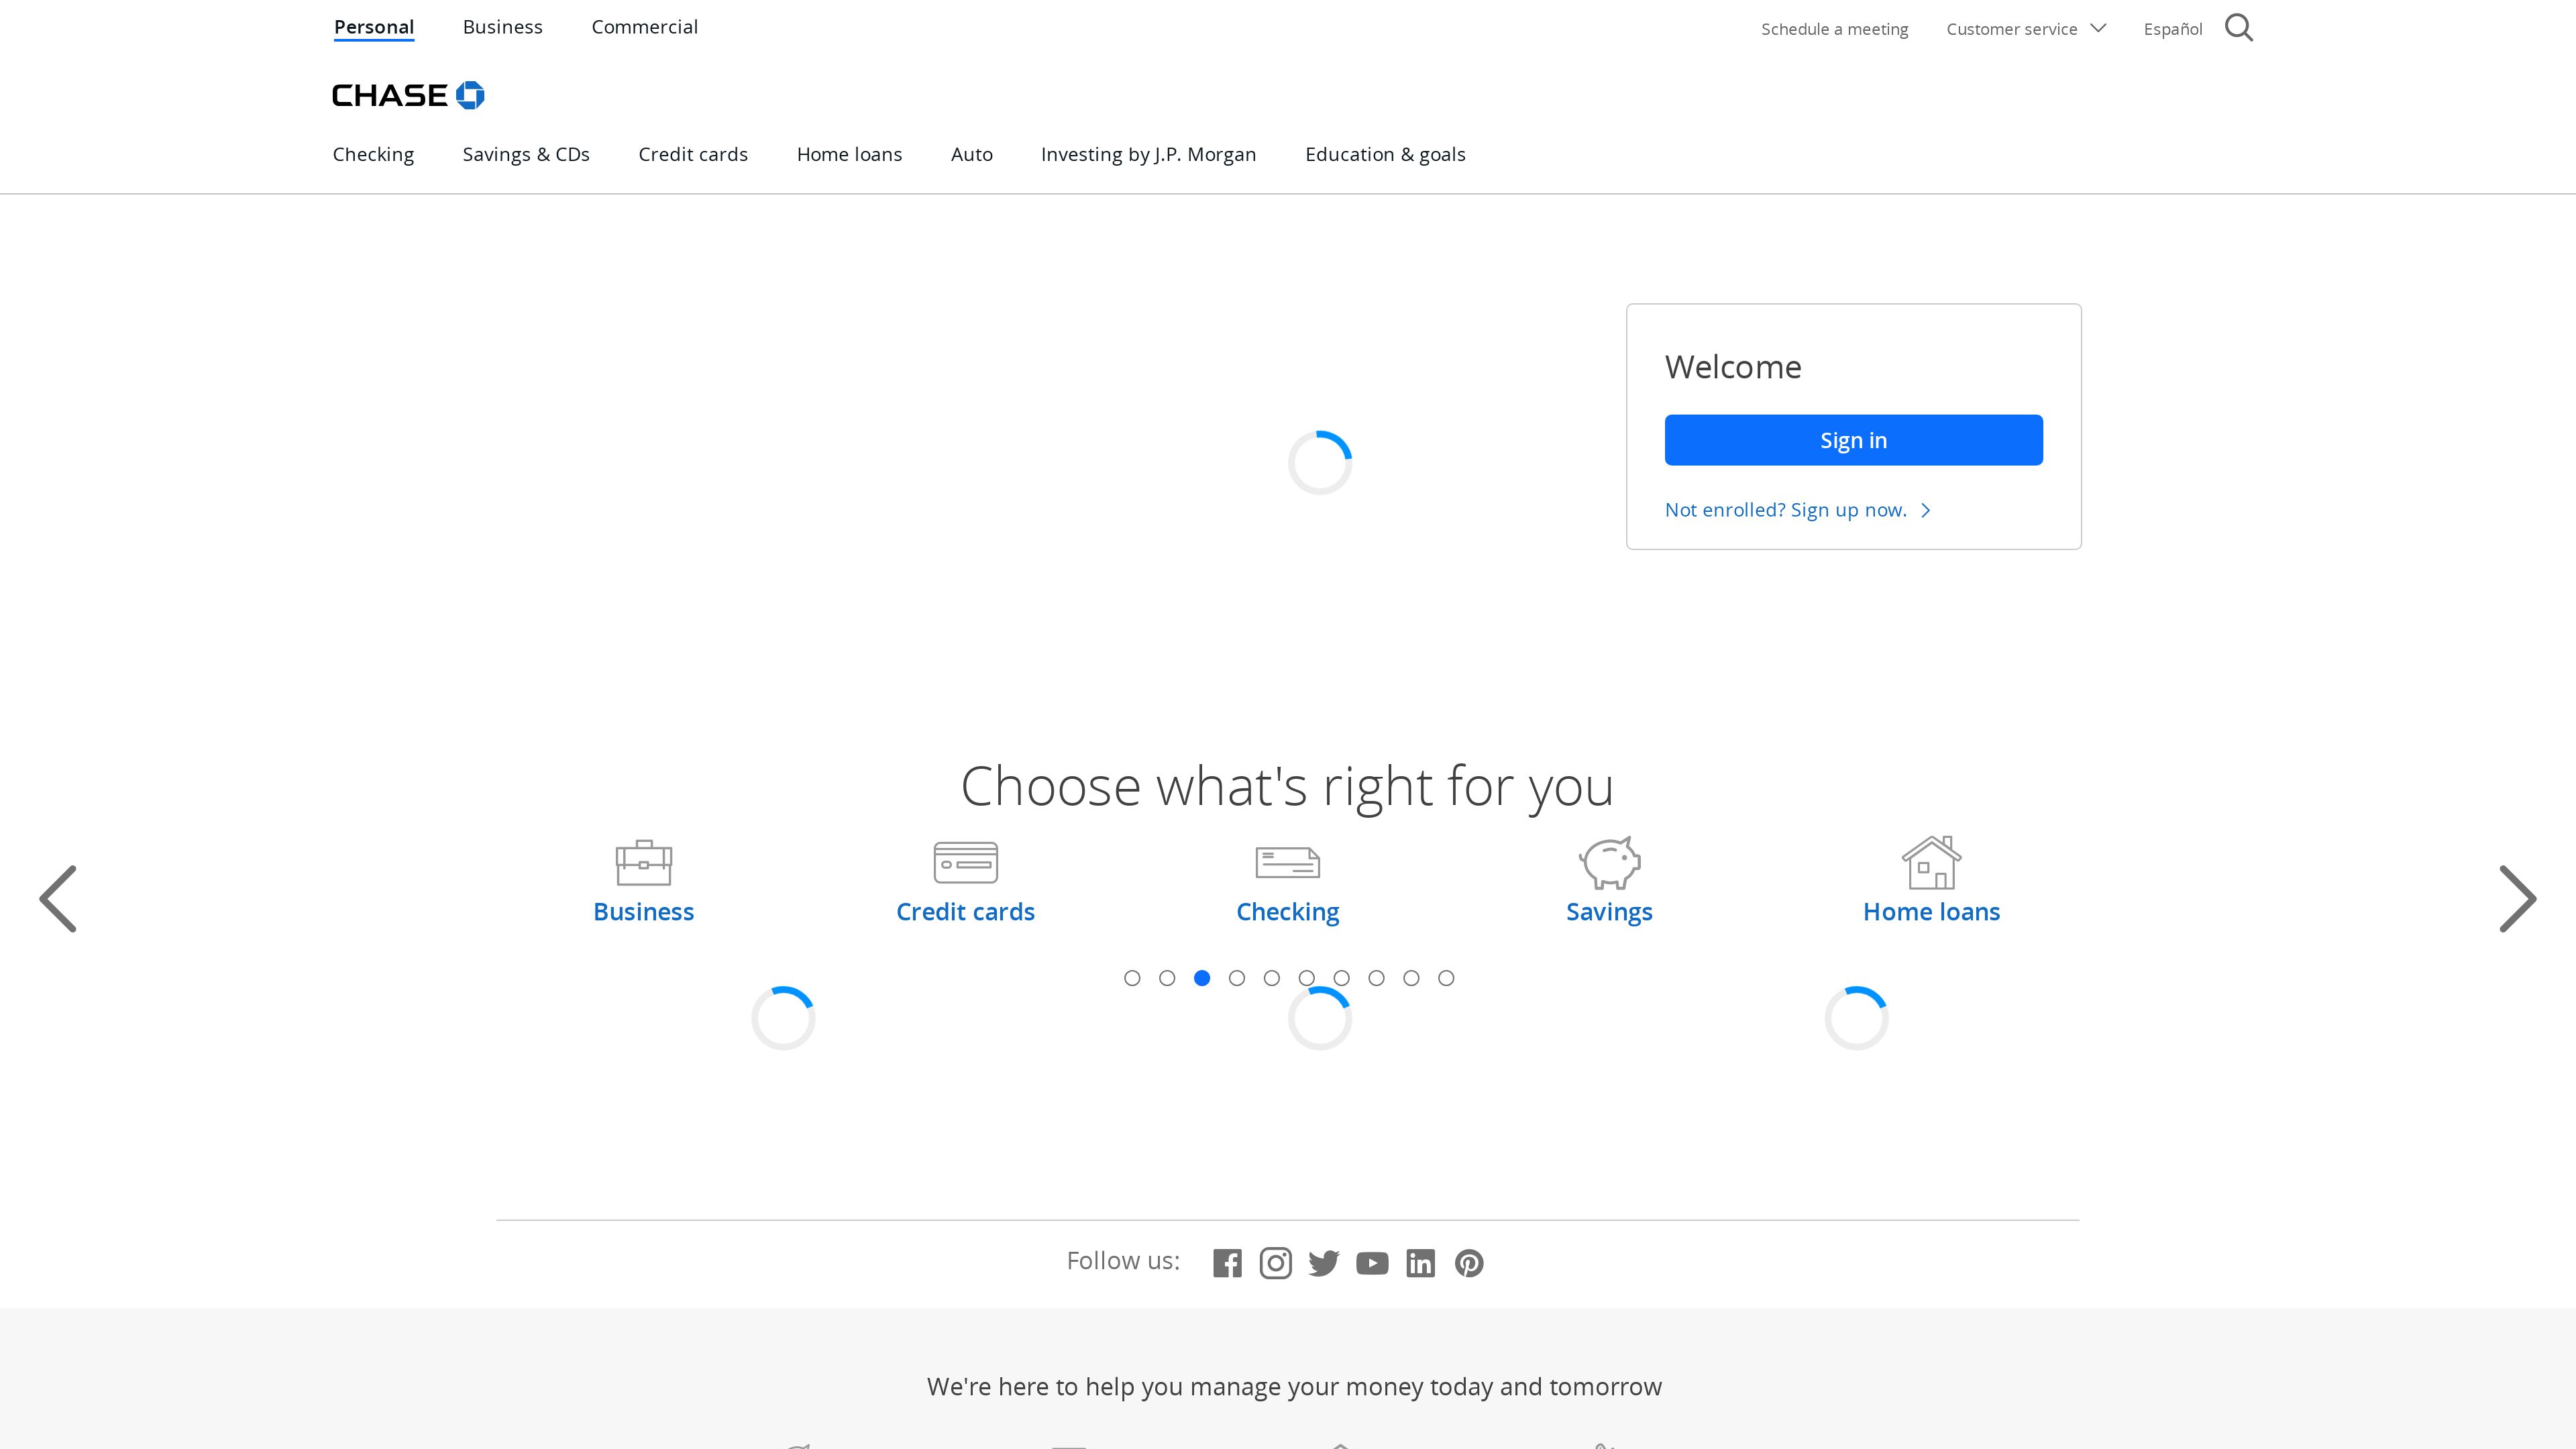 Personal Business Commercial Schedule a meeting Customer service Español
CHASE
Checking Savings & CDs Credit cards Home loans Auto Investing by J.P. Morgan Education & goals
Welcome
Sign in
Not enrolled? Sign up now.
Choose what's right for you
Business Credit cards Checking Savings Home loans
Follow us:
We're here to help you manage your money today and tomorrow